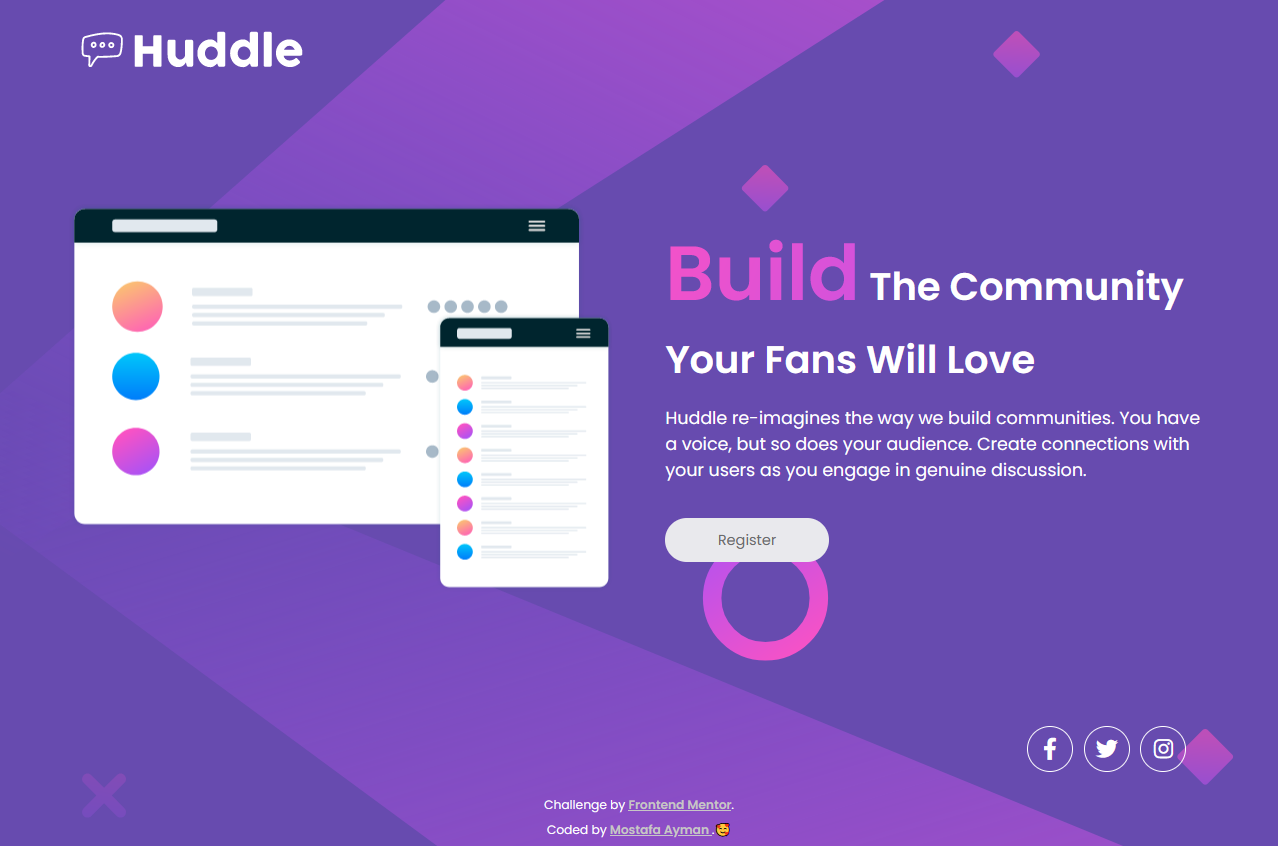 Huddle
Build The Community
Your Fans Will Love
Huddle re-imagines the way we build communities. You have
a voice, but so does your audience. Create connections with
your users as you engage in genuine discussion.
Register
Challenge by Frontend Mentor.
Coded by Mostafa Ayman .🥰